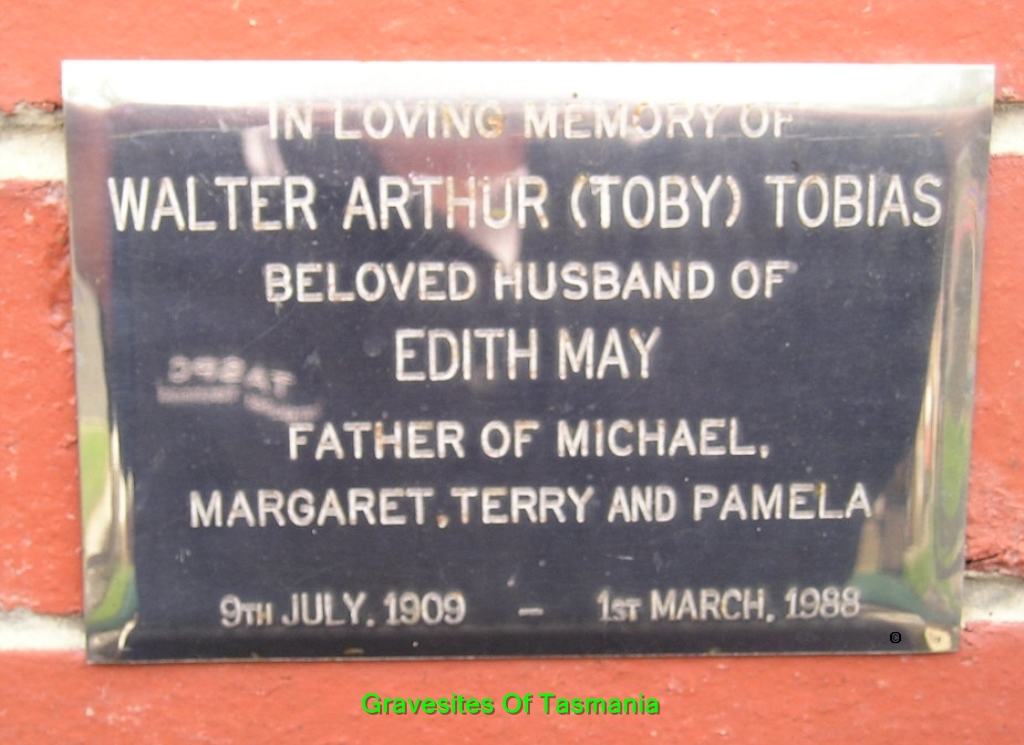 IN LOVING MEMORY OF
WALTER ARTHUR (TOBY) TOBIAS
BELOVED HUSBAND OF
EDITH MAY
FATHER OF MICHAEL,
MARGARET, TERRY AND PAMELA
9TH JULY, 1909 – 1ST MARCH, 1988
©
Gravesites Of Tasmania